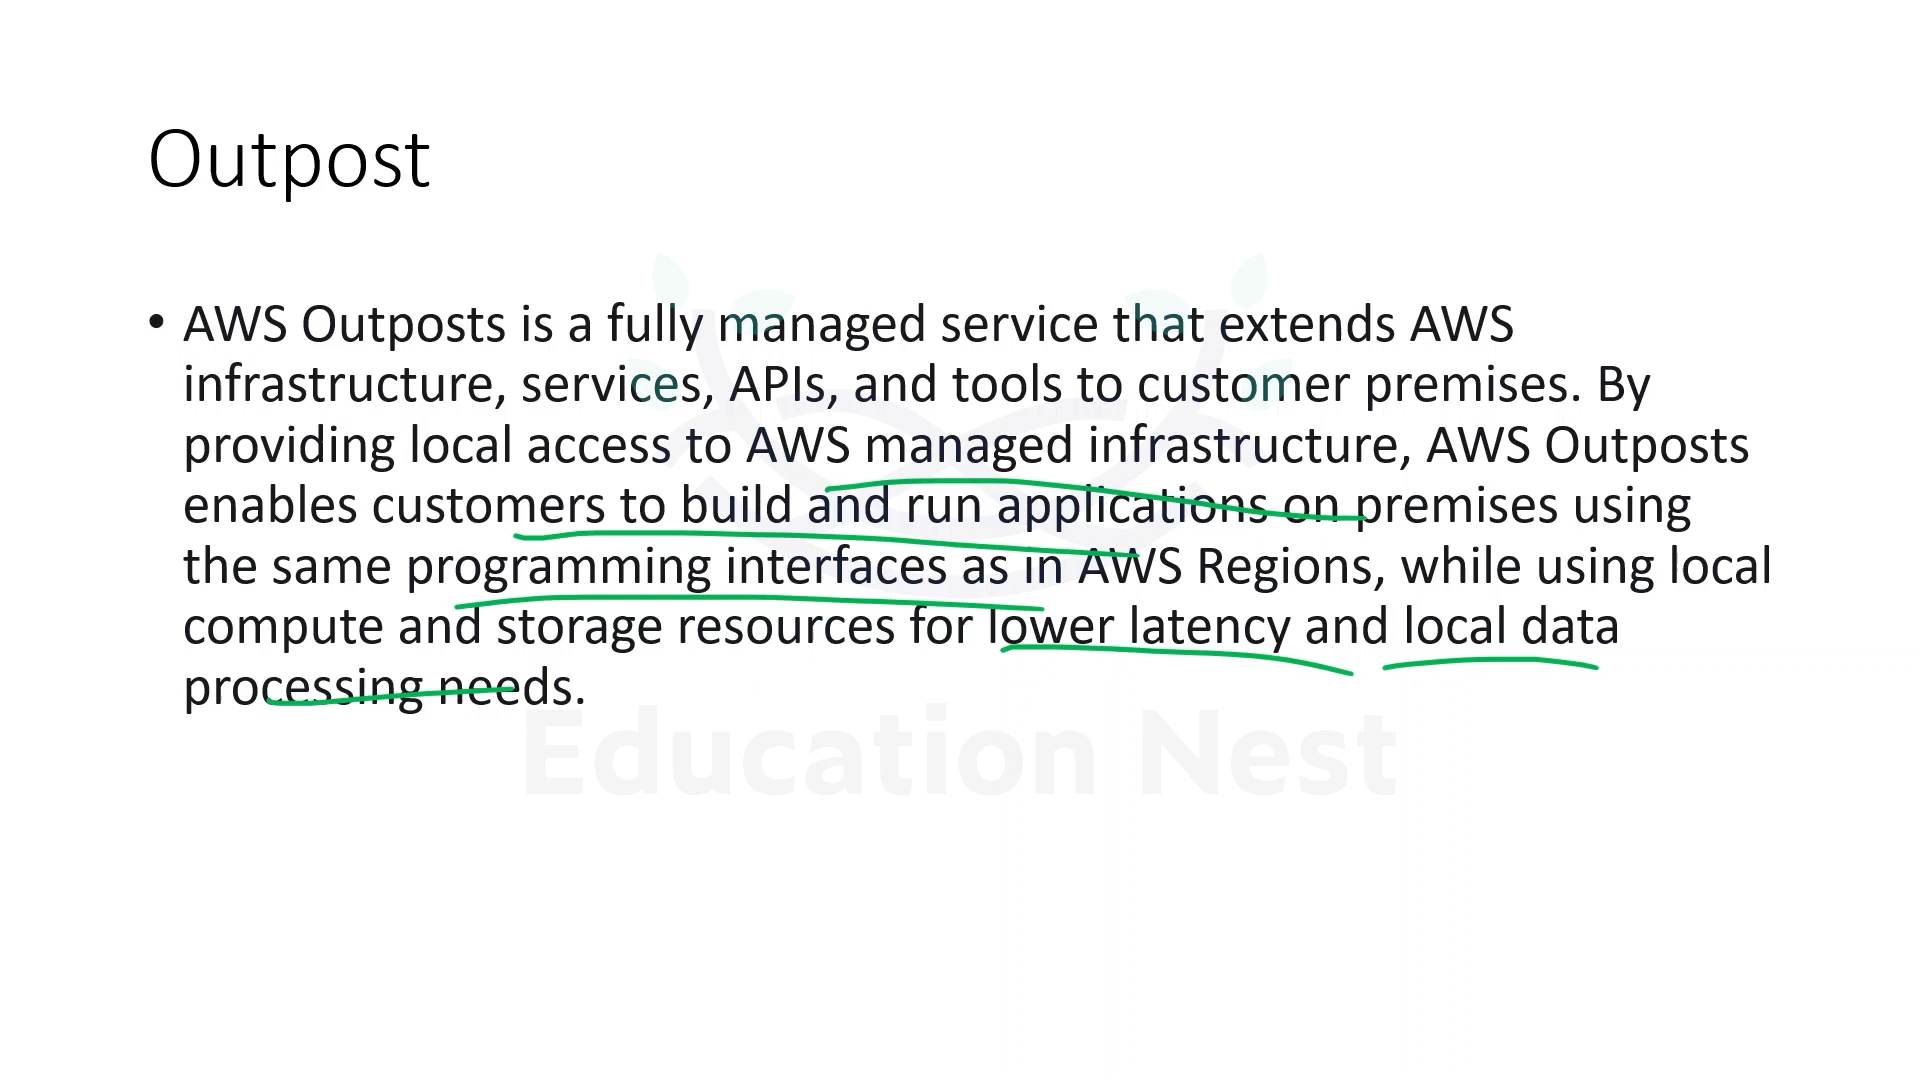 Outpost
• AWS Outposts is a fully managed service that extends AWS
infrastructure, services, APIs, and tools to customer premises. By
providing local access to AWS managed infrastructure, AWS Outposts
enables customers to build and run applications on premises using
the same programming interfaces as in AWS Regions, while using local
compute and storage resources for lower latency and local data
processing needs.
Education Nest